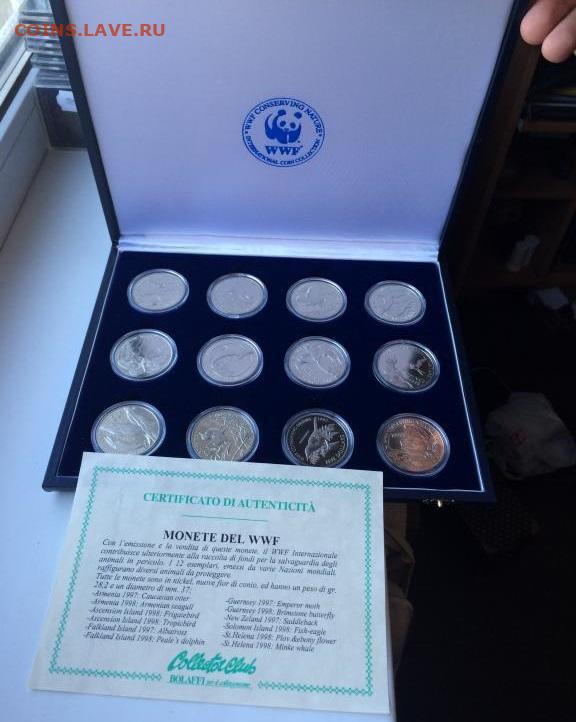 COINS.LAVE.RU
WWF CONSERVING NATURE
WWF
INTERNATIONAL COIN COLLECTION
CERTIFICATO DI AUTENTICITÀ
MONETE DEL WWF
Con l'emissione e la vendita di queste monete, il WWF Internazionale
contribuisce ulteriormente alla raccolta di fondi per la salvaguardia degli
animali in pericolo. I 12 esemplari, emessi da varie Nazioni mondiali,
raffigurano diversi animali da proteggere.
Tutte le monete sono in nickel, nuove fior di conio, ed hanno un peso di gr.
28,2 e un diametro di mm. 37:
-Armenia 1997: Caucasian otter
-Armenia 1998: Armenian seagull
-Ascension Island 1998: Frigatebird
-Ascension Island 1998: Tropicbird
-Falkland Island 1997: Albatross
-Falkland Island 1998: Peale's dolphin
-Guernsey 1997: Emperor moth
-Guernsey 1998: Brimstone butterfly
-New Zeland 1997: Saddleback
-Solomon Island 1998: Fish-eagle
-St.Helena 1998: Plov.&ebony flower
-St.Helena 1998: Minke whale
Collector Club
BOLAFFI